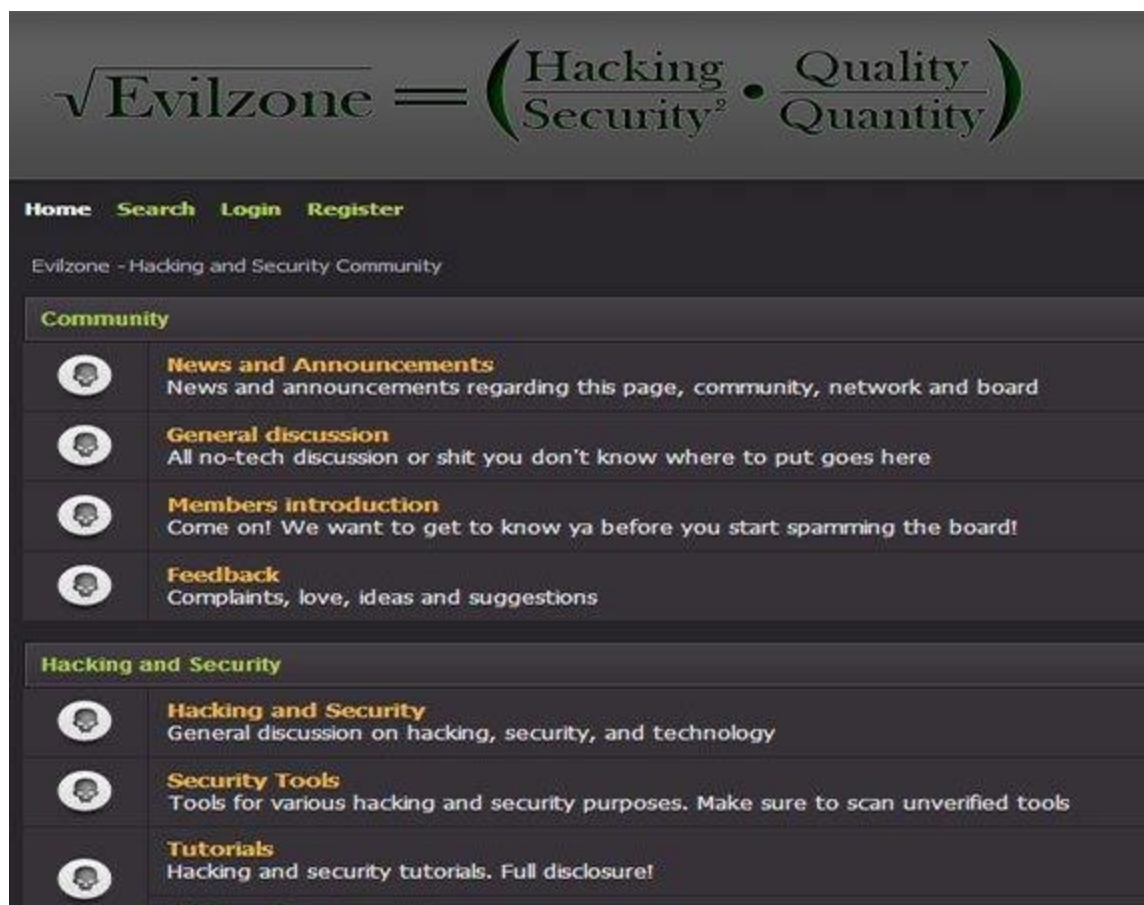 √Evilzone = (Hacking/Security² • Quality/Quantity)
Home Search Login Register
Evilzone - Hacking and Security Community
Community
News and Announcements
News and announcements regarding this page, community, network and board
General discussion
All no-tech discussion or shit you don't know where to put goes here
Members introduction
Come on! We want to get to know ya before you start spamming the board!
Feedback
Complaints, love, ideas and suggestions
Hacking and Security
Hacking and Security
General discussion on hacking, security, and technology
Security Tools
Tools for various hacking and security purposes. Make sure to scan unverified tools
Tutorials
Hacking and security tutorials. Full disclosure!